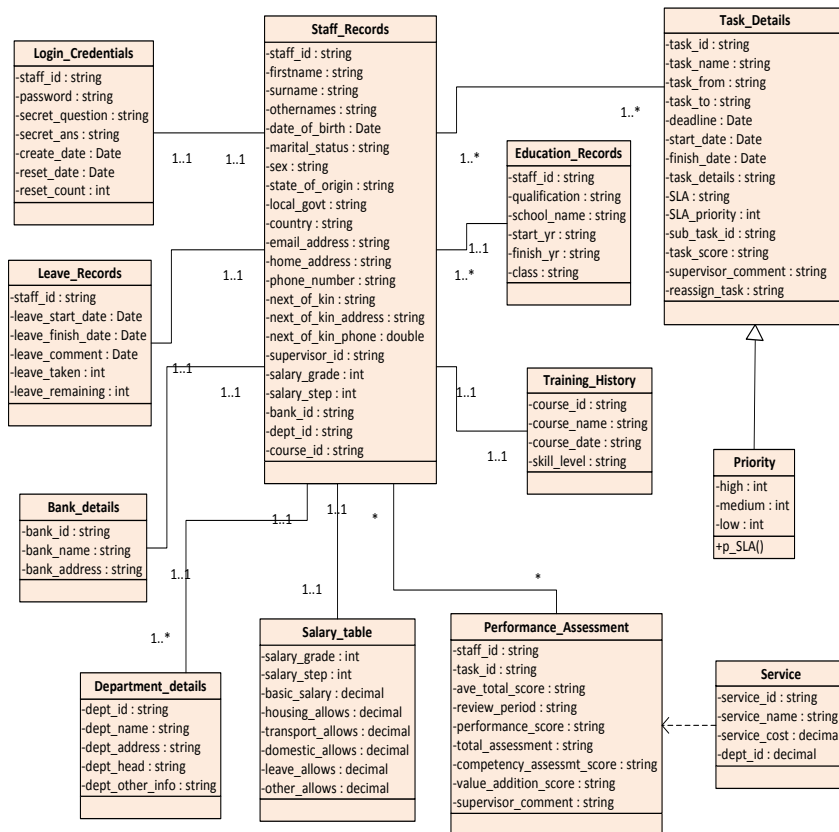 Login_Credentials
-staff_id : string
-password : string
-secret_question : string
-secret_ans : string
-create_date : Date
-reset_date : Date
-reset_count : int
Staff_Records
-staff_id : string
-firstname : string
-surname : string
-othernames : string
-date_of_birth : Date
-marital_status : string
-sex : string
-state_of_origin : string
-local_govt : string
-country : string
-email_address : string
-home_address : string
-phone_number : string
-next_of_kin : string
-next_of_kin_address : string
-next_of_kin_phone : double
-supervisor_id : string
-salary_grade : int
-salary_step : int
-bank_id : string
-dept_id : string
-course_id : string
Task_Details
-task_id : string
-task_name : string
-task_from : string
-task_to : string
-deadline : Date
-start_date : Date
-finish_date : Date
-task_details : string
-SLA : string
-SLA_priority : int
-sub_task_id : string
-task_score : string
-supervisor_comment : string
-reassign_task : string
1..1
1..1
1..*
1..*
Education_Records
-staff_id : string
-qualification : string
-school_name : string
-start_yr : string
-finish_yr : string
-class : string
1..1
1..*
Leave_Records
-staff_id : string
-leave_start_date : Date
-leave_finish_date : Date
-leave_comment : Date
-leave_taken : int
-leave_remaining : int
1..1
1..1
1..1
Training_History
-course_id : string
-course_name : string
-course_date : string
-skill_level : string
1..1
1..1
Priority
-high : int
-medium : int
-low : int
+p_SLA()
Bank_details
-bank_id : string
-bank_name : string
-bank_address : string
1..1
1..1
1..1
*
1..1
*
1..*
Department_details
-dept_id : string
-dept_name : string
-dept_address : string
-dept_head : string
-dept_other_info : string
Salary_table
-salary_grade : int
-salary_step : int
-basic_salary : decimal
-housing_allows : decimal
-transport_allows : decimal
-domestic_allows : decimal
-leave_allows : decimal
-other_allows : decimal
Performance_Assessment
-staff_id : string
-task_id : string
-ave_total_score : string
-review_period : string
-performance_score : string
-total_assessment : string
-competency_assessmt_score : string
-value_addition_score : string
-supervisor_comment : string
Service
-service_id : string
-service_name : string
-service_cost : decimal
-dept_id : decimal